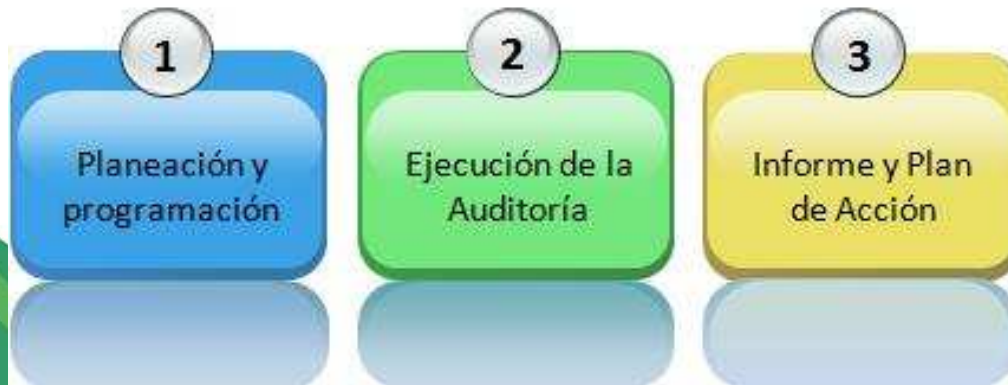 1
Planeación y
programación
2
Ejecución de la
Auditoría
3
Informe y Plan
de Acción